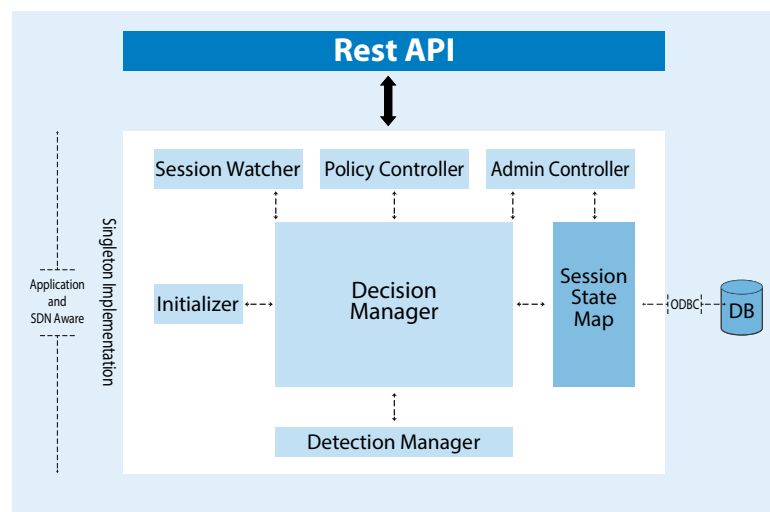 Rest API
Session Watcher
Policy Controller
Admin Controller
Singleton Implementation
Application
and
SDN Aware
Initializer
Decision
Manager
Session
State
Map
ODBC
DB
Detection Manager